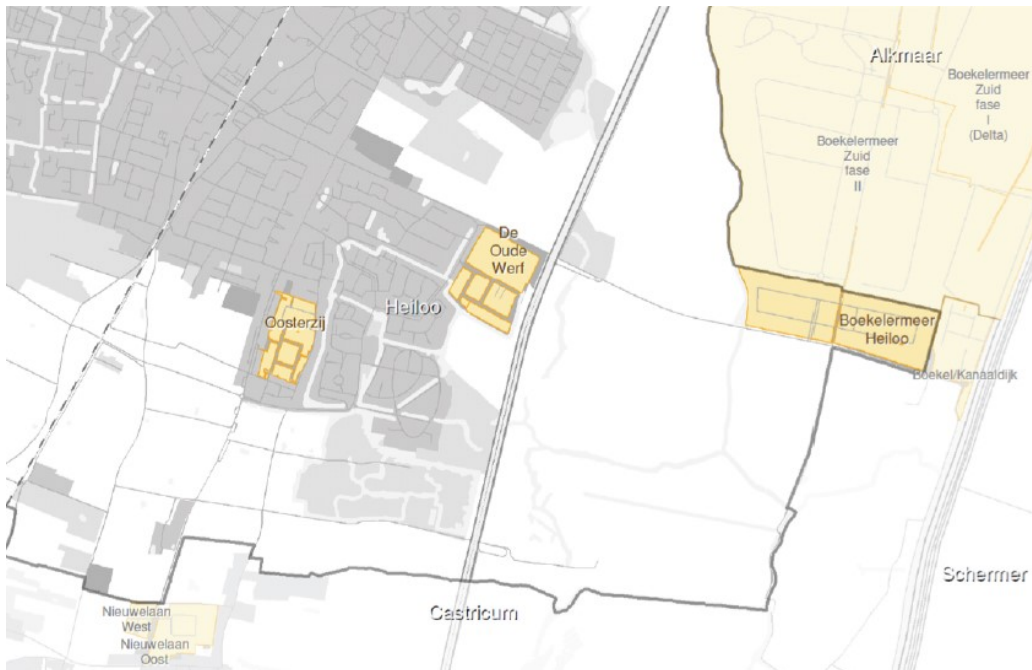 Alkmaar
Boekelermeer
Zuid
fase
I
(Delta)
Boekelermeer
Zuid
fase
II
De
Oude
Werf
Heiloo
Oosterzij
Boekelermeer
Heiloo
Boekel/Kanaaldijk
Schermer
Castricum
Nieuwelaan
West
Nieuwelaan
Oost